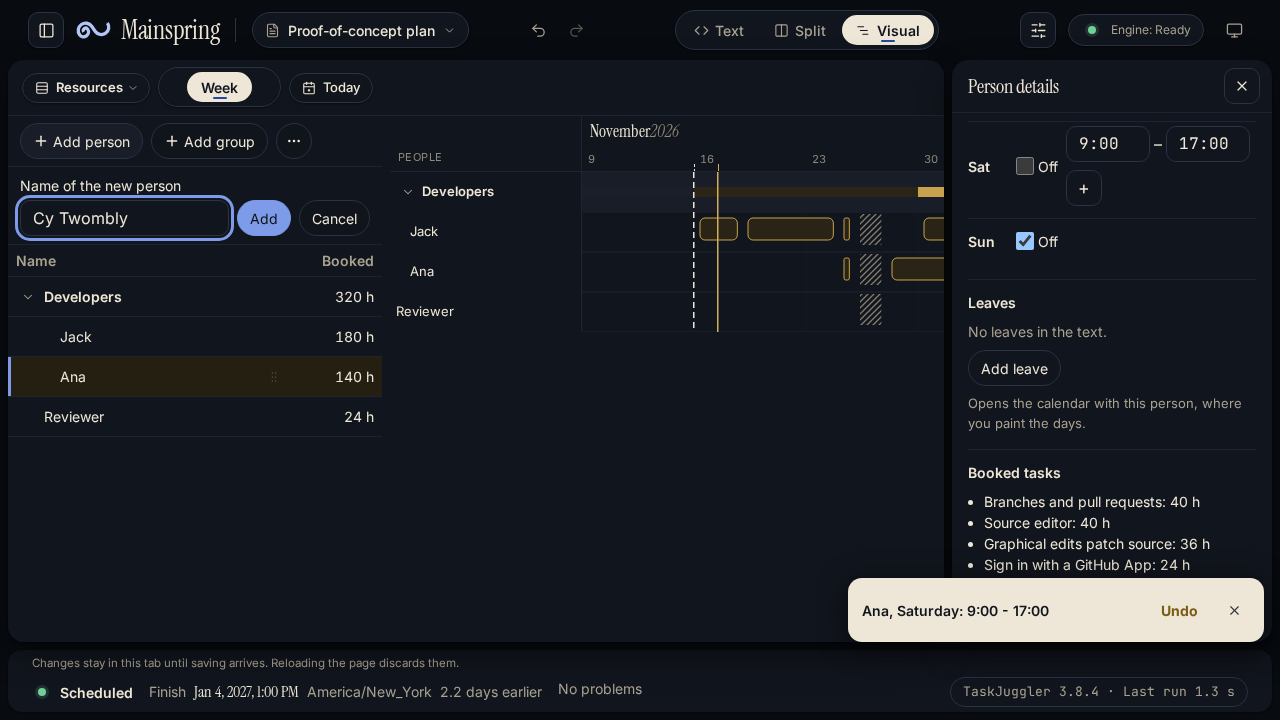 Mainspring
Proof-of-concept plan
Text
Split
Visual
Engine: Ready
Resources
Week
Today
Add person
Add group
Name of the new person
Cy Twombly
Add
Cancel
Name Booked
Developers 320 h
Jack 180 h
Ana 140 h
Reviewer 24 h
PEOPLE
November 2026
9 16 23 30
Developers
Jack
Ana
Reviewer
Person details
Sat
Off
9:00 – 17:00
+
Sun
Off
Leaves
No leaves in the text.
Add leave
Opens the calendar with this person, where
you paint the days.
Booked tasks
Branches and pull requests: 40 h
Source editor: 40 h
Graphical edits patch source: 36 h
Sign in with a GitHub App: 24 h
Ana, Saturday: 9:00 - 17:00
Undo
Changes stay in this tab until saving arrives. Reloading the page discards them.
Scheduled Finish Jan 4, 2027, 1:00 PM America/New_York 2.2 days earlier No problems
TaskJuggler 3.8.4 · Last run 1.3 s